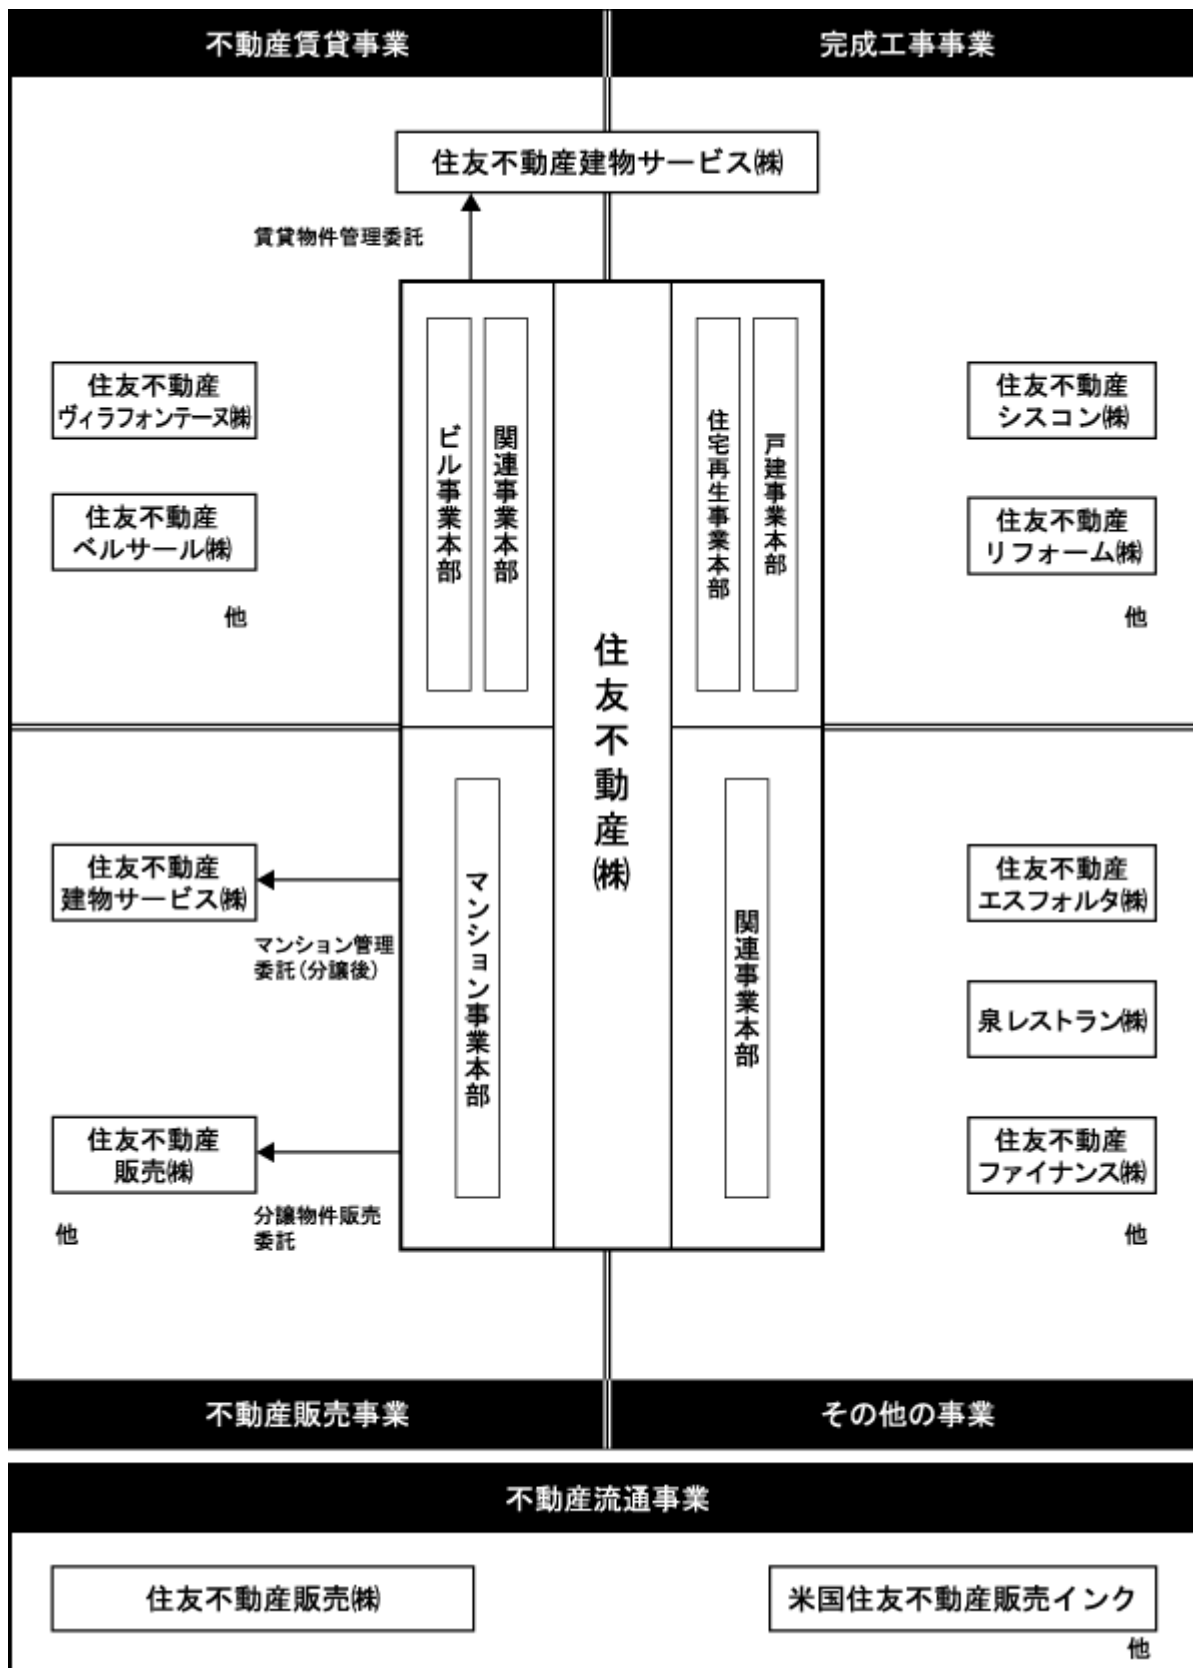 不動産賃貸事業
完成工事事業
住友不動産建物サービス㈱
賃貸物件管理委託
住友不動産
ヴィラフォンテーヌ㈱
住友不動産
ベルサール㈱
他
ビル事業本部
関連事業本部
住友不動産㈱
住宅再生事業本部
戸建事業本部
住友不動産
シスコン㈱
住友不動産
リフォーム㈱
他
住友不動産
建物サービス㈱
マンション管理
委託(分譲後)
住友不動産
販売㈱
分譲物件販売
委託
他
マンション事業本部
関連事業本部
住友不動産
エスフォルタ㈱
泉レストラン㈱
住友不動産
ファイナンス㈱
他
不動産販売事業
その他の事業
不動産流通事業
住友不動産販売㈱
米国住友不動産販売インク
他